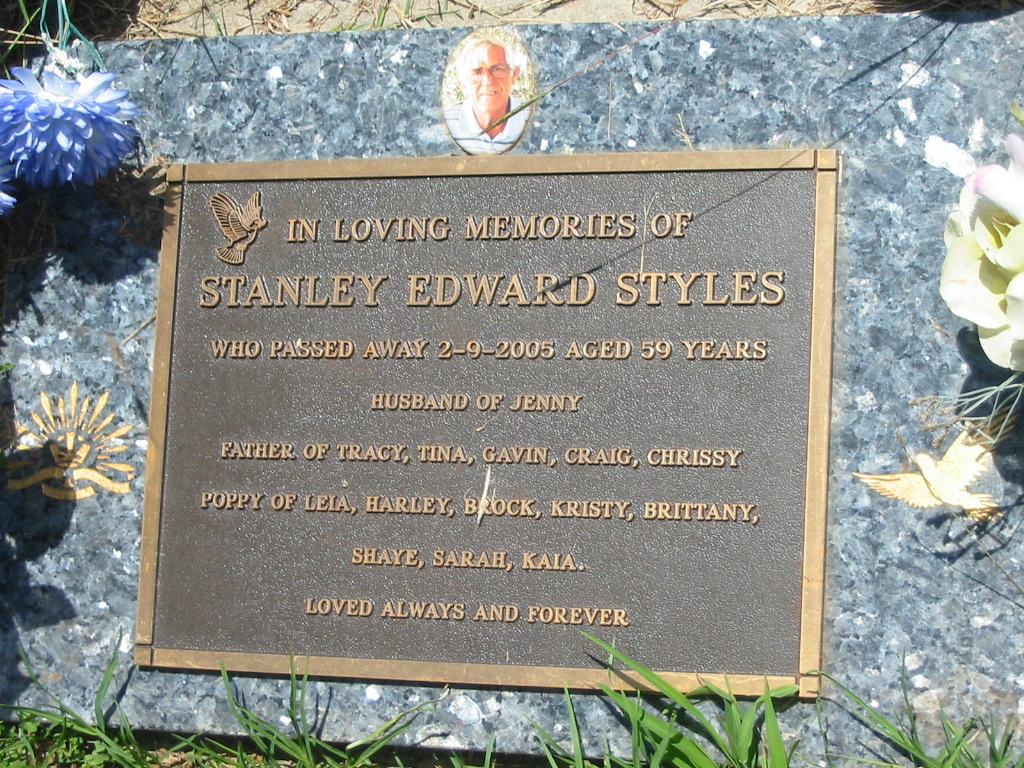 IN LOVING MEMORIES OF
STANLEY EDWARD STYLES
WHO PASSED AWAY 2-9-2005 AGED 59 YEARS
HUSBAND OF JENNY
FATHER OF TRACY, TINA, GAVIN, CRAIG, CHRISSY
POPPY OF LEIA, HARLEY, BROCK, KRISTY, BRITTANY,
SHAYE, SARAH, KAIA.
LOVED ALWAYS AND FOREVER